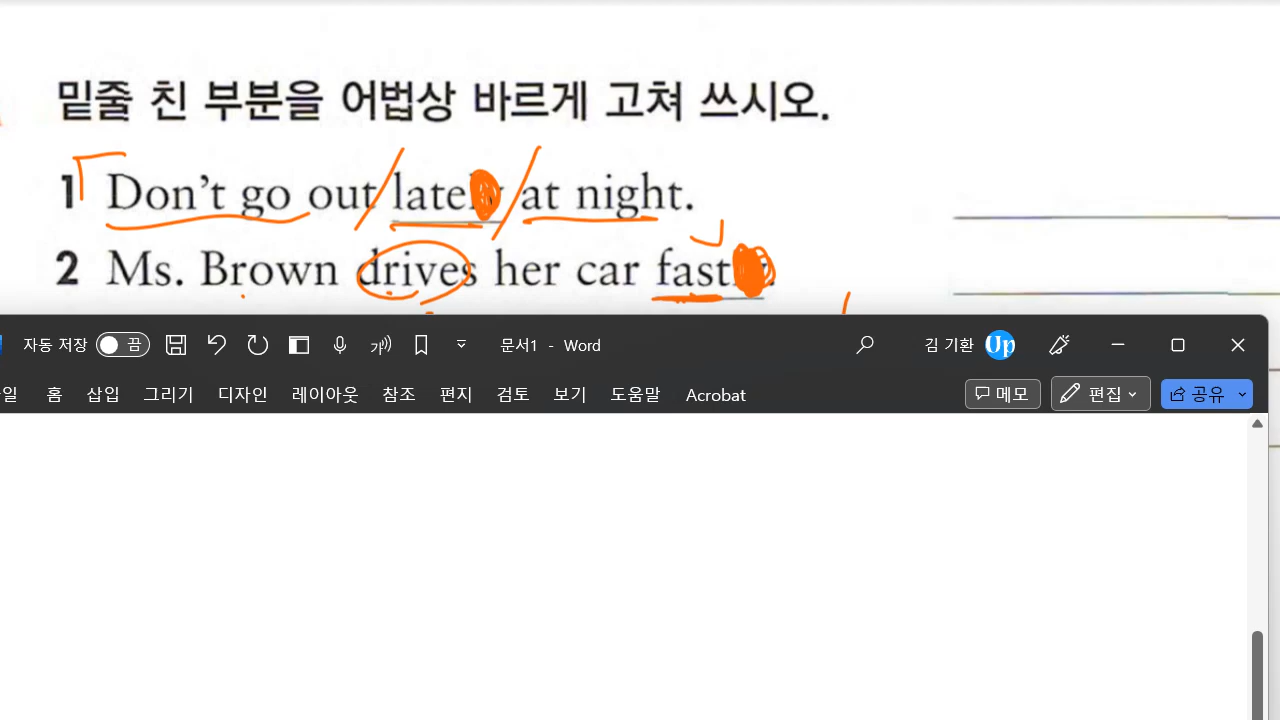 밑줄 친 부분을 어법상 바르게 고쳐 쓰시오.
1 Don't go out lately at night.
2 Ms. Brown drives her car fastly.
자동 저장 끔 가 문서1 - Word 김 기환 Up
일 홈 삽입 그리기 디자인 레이아웃 참조 편지 검토 보기 도움말 Acrobat 메모 편집 공유